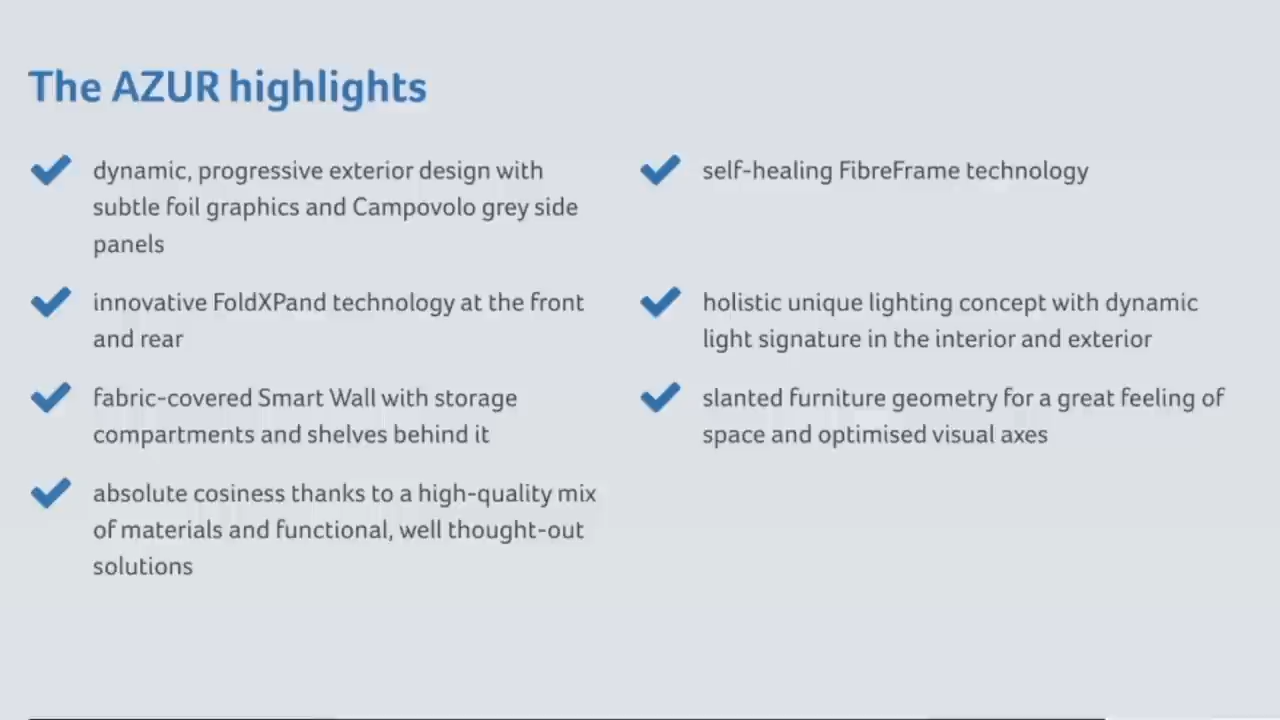 The AZUR highlights
dynamic, progressive exterior design with
subtle foil graphics and Campovolo grey side
panels
self-healing FibreFrame technology
innovative FoldXPand technology at the front
and rear
holistic unique lighting concept with dynamic
light signature in the interior and exterior
fabric-covered Smart Wall with storage
compartments and shelves behind it
slanted furniture geometry for a great feeling of
space and optimised visual axes
absolute cosiness thanks to a high-quality mix
of materials and functional, well thought-out
solutions